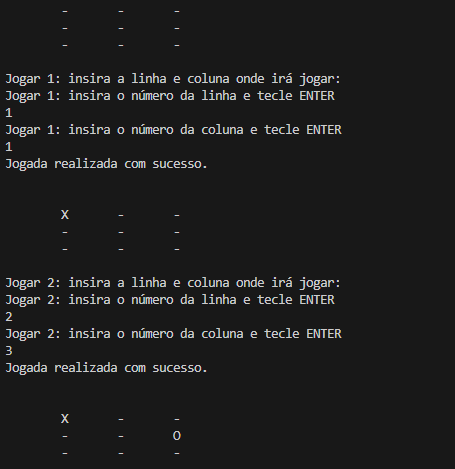 - - -
- - -
- - -
Jogar 1: insira a linha e coluna onde irá jogar:
Jogar 1: insira o número da linha e tecle ENTER
1
Jogar 1: insira o número da coluna e tecle ENTER
1
Jogada realizada com sucesso.
X - -
- - -
- - -
Jogar 2: insira a linha e coluna onde irá jogar:
Jogar 2: insira o número da linha e tecle ENTER
2
Jogar 2: insira o número da coluna e tecle ENTER
3
Jogada realizada com sucesso.
X - -
- - O
- - -